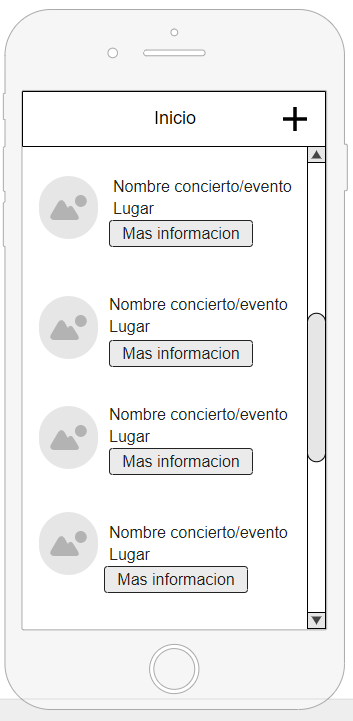 Inicio
Nombre concierto/evento
Lugar
Mas informacion
Nombre concierto/evento
Lugar
Mas informacion
Nombre concierto/evento
Lugar
Mas informacion
Nombre concierto/evento
Lugar
Mas informacion